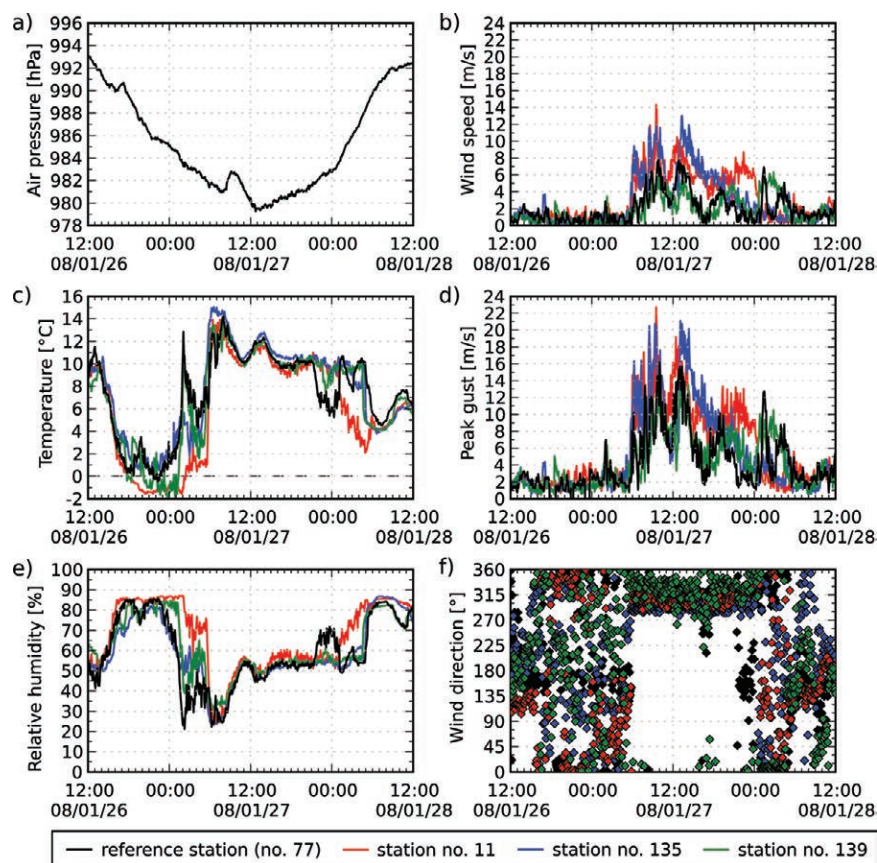 a)
Air pressure [hPa]
996
994
992
990
988
986
984
982
980
978
12:00 00:00 12:00 00:00 12:00
08/01/26 08/01/27 08/01/28
b)
Wind speed [m/s]
24
22
20
18
16
14
12
10
8
6
4
2
0
12:00 00:00 12:00 00:00 12:00
08/01/26 08/01/27 08/01/28
c)
Temperature [°C]
16
14
12
10
8
6
4
2
0
-2
12:00 00:00 12:00 00:00 12:00
08/01/26 08/01/27 08/01/28
d)
Peak gust [m/s]
24
22
20
18
16
14
12
10
8
6
4
2
0
12:00 00:00 12:00 00:00 12:00
08/01/26 08/01/27 08/01/28
e)
Relative humidity [%]
100
90
80
70
60
50
40
30
20
10
0
12:00 00:00 12:00 00:00 12:00
08/01/26 08/01/27 08/01/28
f)
Wind direction [°]
360
315
270
225
180
135
90
45
0
12:00 00:00 12:00 00:00 12:00
08/01/26 08/01/27 08/01/28
reference station (no. 77) station no. 11 station no. 135 station no. 139